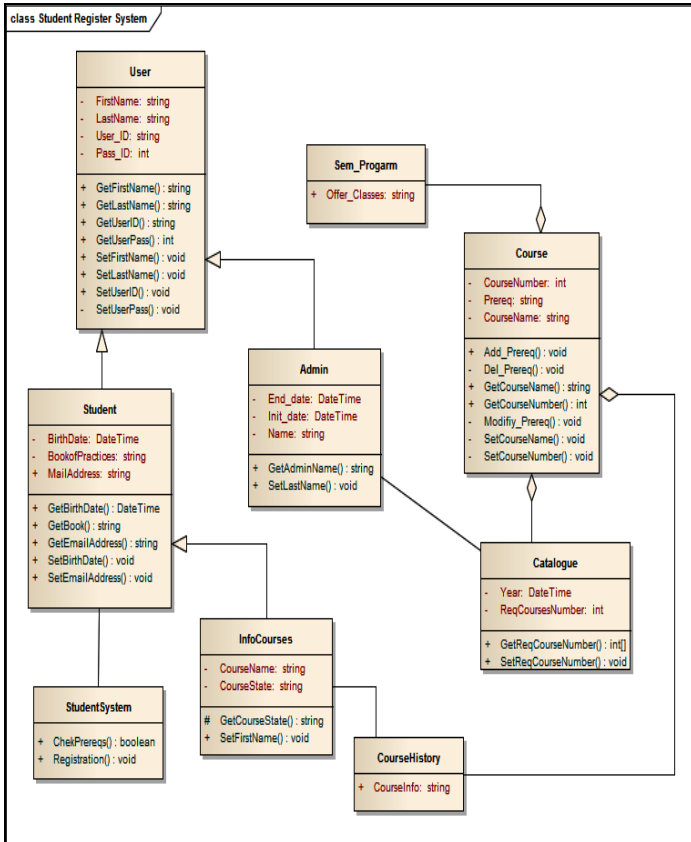 class Student Register System
User
- FirstName: string
- LastName: string
- User_ID: string
- Pass_ID: int
+ GetFirstName() : string
+ GetLastName() : string
+ GetUserID() : string
+ GetUserPass() : int
+ SetFirstName() : void
+ SetLastName() : void
+ SetUserID() : void
- SetUserPass() : void
Sem_Progarm
+ Offer_Classes: string
Course
- CourseNumber: int
- Prereq: string
- CourseName: string
+ Add_Prereq() : void
- Del_Prereq() : void
+ GetCourseName() : string
+ GetCourseNumber() : int
- Modifiy_Prereq() : void
- SetCourseName() : void
- SetCourseNumber() : void
Admin
- End_date: DateTime
- Init_date: DateTime
- Name: string
+ GetAdminName() : string
+ SetLastName() : void
Student
- BirthDate: DateTime
- BookofPractices: string
+ MailAddress: string
+ GetBirthDate() : DateTime
+ GetBook() : string
+ GetEmailAddress() : string
+ SetBirthDate() : void
+ SetEmailAddress() : void
Catalogue
- Year: DateTime
- ReqCoursesNumber: int
+ GetReqCourseNumber() : int[]
+ SetReqCourseNumber() : void
InfoCourses
- CourseName: string
- CourseState: string
# GetCourseState() : string
+ SetFirstName() : void
StudentSystem
+ ChekPrereqs() : boolean
+ Registration() : void
CourseHistory
+ CourseInfo: string